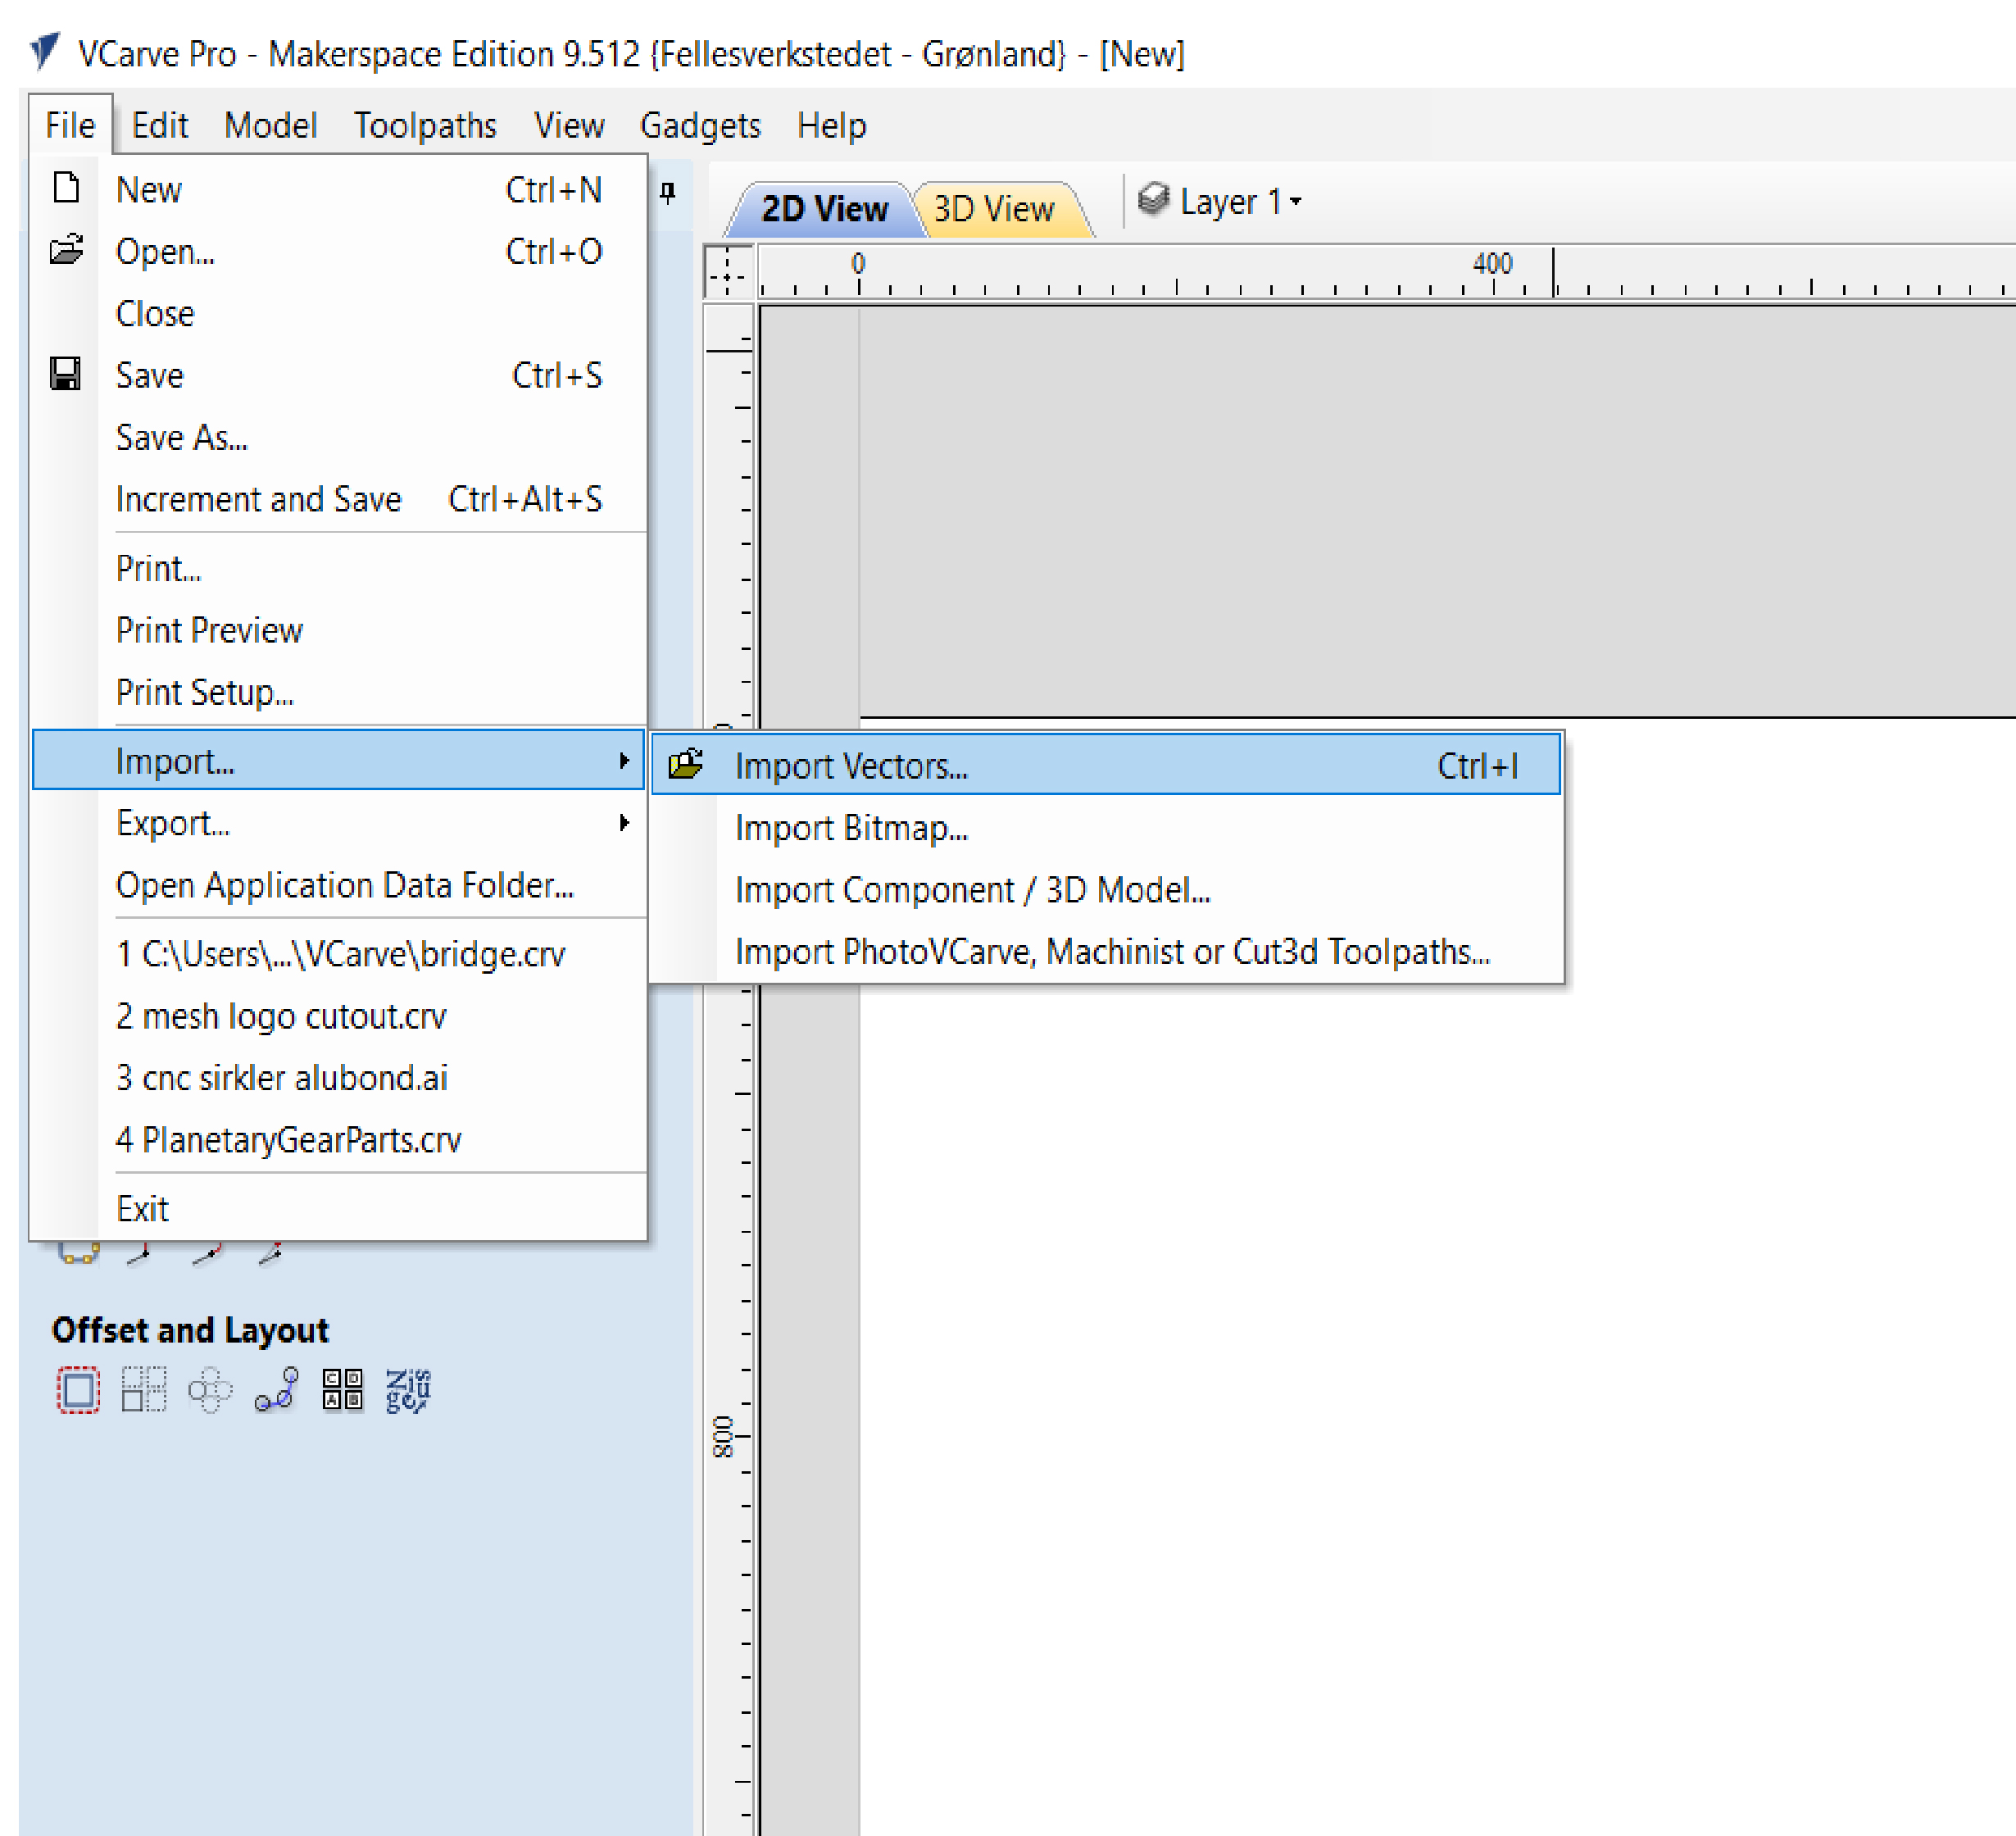 VCarve Pro - Makerspace Edition 9.512 {Fellesverkstedet - Grønland} - [New]
File Edit Model Toolpaths View Gadgets Help
New Ctrl+N
Open... Ctrl+O
Close
Save Ctrl+S
Save As...
Increment and Save Ctrl+Alt+S
Print...
Print Preview
Print Setup...
Import...
Export...
Open Application Data Folder...
1 C:\Users\...\VCarve\bridge.crv
2 mesh logo cutout.crv
3 cnc sirkler alubond.ai
4 PlanetaryGearParts.crv
Exit
2D View 3D View Layer 1
0 400
Import Vectors... Ctrl+I
Import Bitmap...
Import Component / 3D Model...
Import PhotoVCarve, Machinist or Cut3d Toolpaths...
800
Offset and Layout
C D
A B